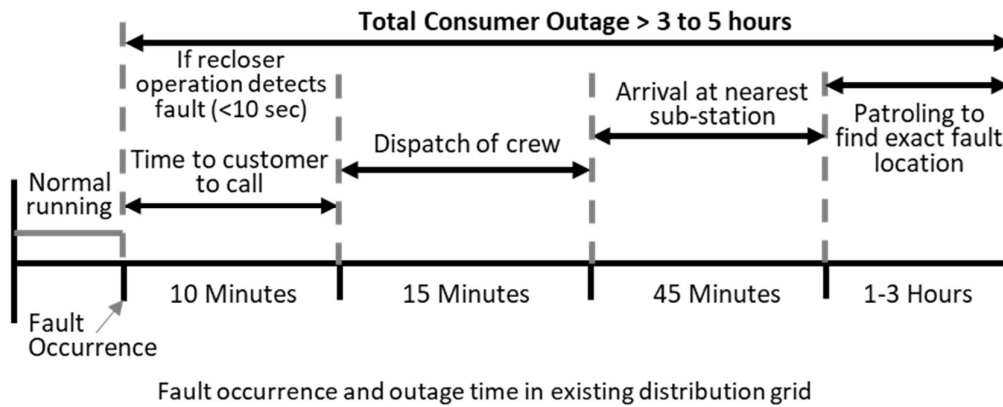 Total Consumer Outage > 3 to 5 hours
If recloser
operation detects
fault (<10 sec)
Time to customer
to call
Dispatch of crew
Arrival at nearest
sub-station
Patroling to
find exact fault
location
Normal
running
10 Minutes
15 Minutes
45 Minutes
1-3 Hours
Fault
Occurrence
Fault occurrence and outage time in existing distribution grid